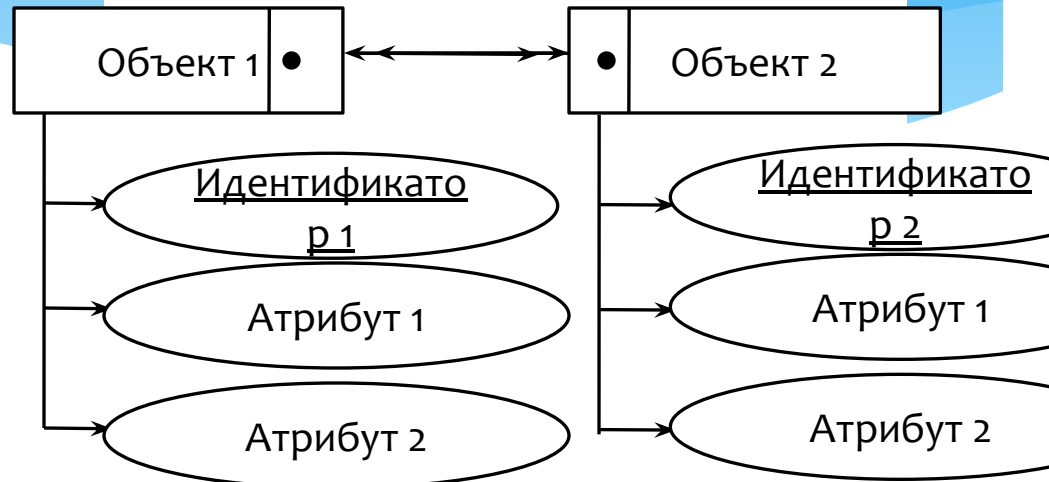 Объект 1
Объект 2
Идентификато
р 1
Идентификато
р 2
Атрибут 1
Атрибут 1
Атрибут 2
Атрибут 2